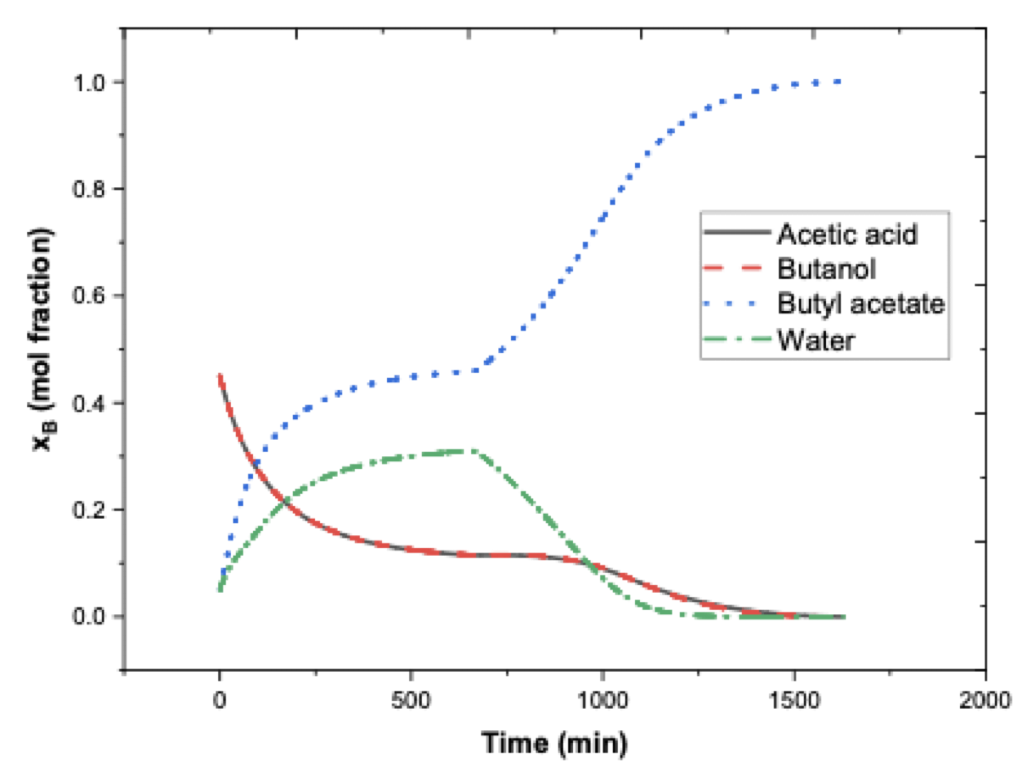 1.0
0.8
0.6
0.4
0.2
0.0
x_B (mol fraction)
Acetic acid
Butanol
Butyl acetate
Water
0 500 1000 1500 2000
Time (min)